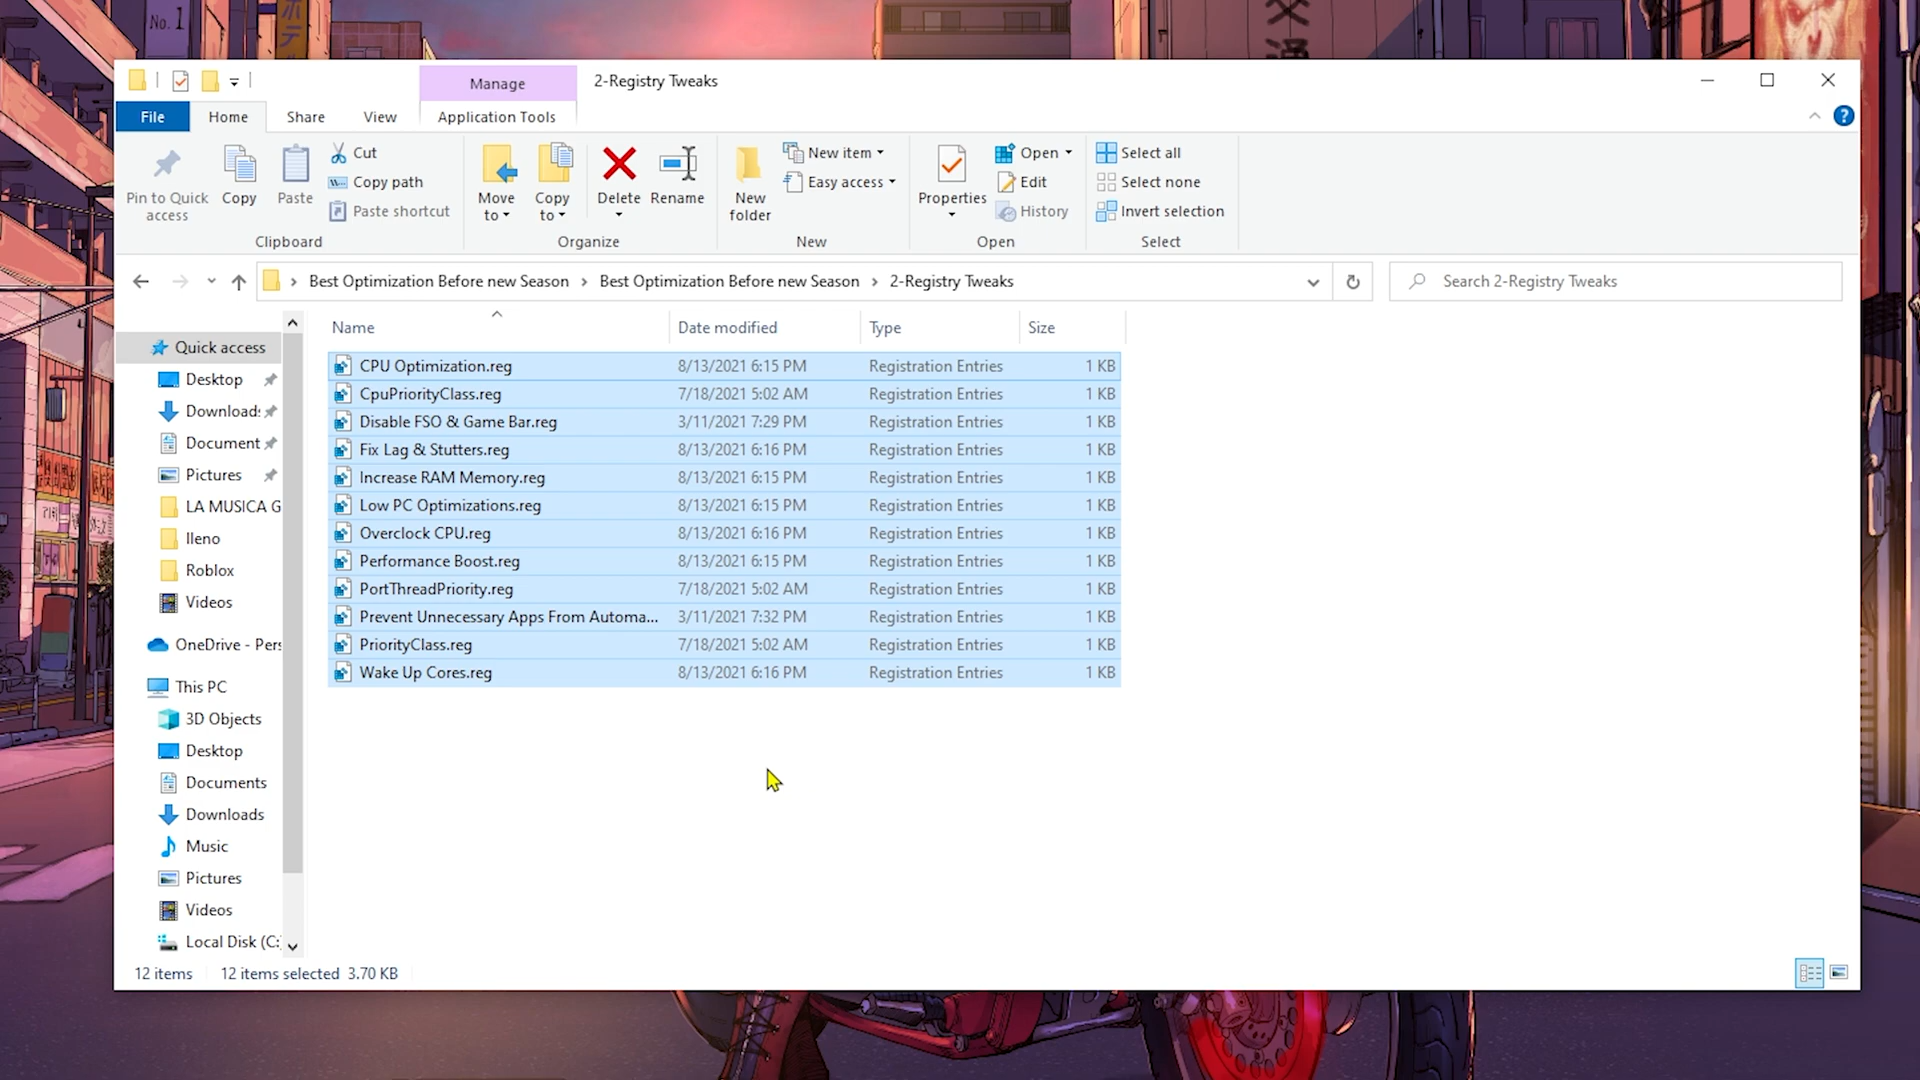 No.1
ホテ
交
通
Manage
2-Registry Tweaks
File
Home
Share
View
Application Tools
Pin to Quick access
Copy
Paste
Cut
Copy path
Paste shortcut
Clipboard
Move to
Copy to
Delete
Rename
Organize
New folder
New item
Easy access
New
Properties
Open
Edit
History
Open
Select all
Select none
Invert selection
Select
Best Optimization Before new Season > Best Optimization Before new Season > 2-Registry Tweaks
Search 2-Registry Tweaks
Name Date modified Type Size
CPU Optimization.reg 8/13/2021 6:15 PM Registration Entries 1 KB
CpuPriorityClass.reg 7/18/2021 5:02 AM Registration Entries 1 KB
Disable FSO & Game Bar.reg 3/11/2021 7:29 PM Registration Entries 1 KB
Fix Lag & Stutters.reg 8/13/2021 6:16 PM Registration Entries 1 KB
Increase RAM Memory.reg 8/13/2021 6:15 PM Registration Entries 1 KB
Low PC Optimizations.reg 8/13/2021 6:15 PM Registration Entries 1 KB
Overclock CPU.reg 8/13/2021 6:16 PM Registration Entries 1 KB
Performance Boost.reg 8/13/2021 6:15 PM Registration Entries 1 KB
PortThreadPriority.reg 7/18/2021 5:02 AM Registration Entries 1 KB
Prevent Unnecessary Apps From Automa... 3/11/2021 7:32 PM Registration Entries 1 KB
PriorityClass.reg 7/18/2021 5:02 AM Registration Entries 1 KB
Wake Up Cores.reg 8/13/2021 6:16 PM Registration Entries 1 KB
Quick access
Desktop
Downloads
Document
Pictures
LA MUSICA G
lleno
Roblox
Videos
OneDrive - Pers
This PC
3D Objects
Desktop
Documents
Downloads
Music
Pictures
Videos
Local Disk (C:)
12 items 12 items selected 3.70 KB